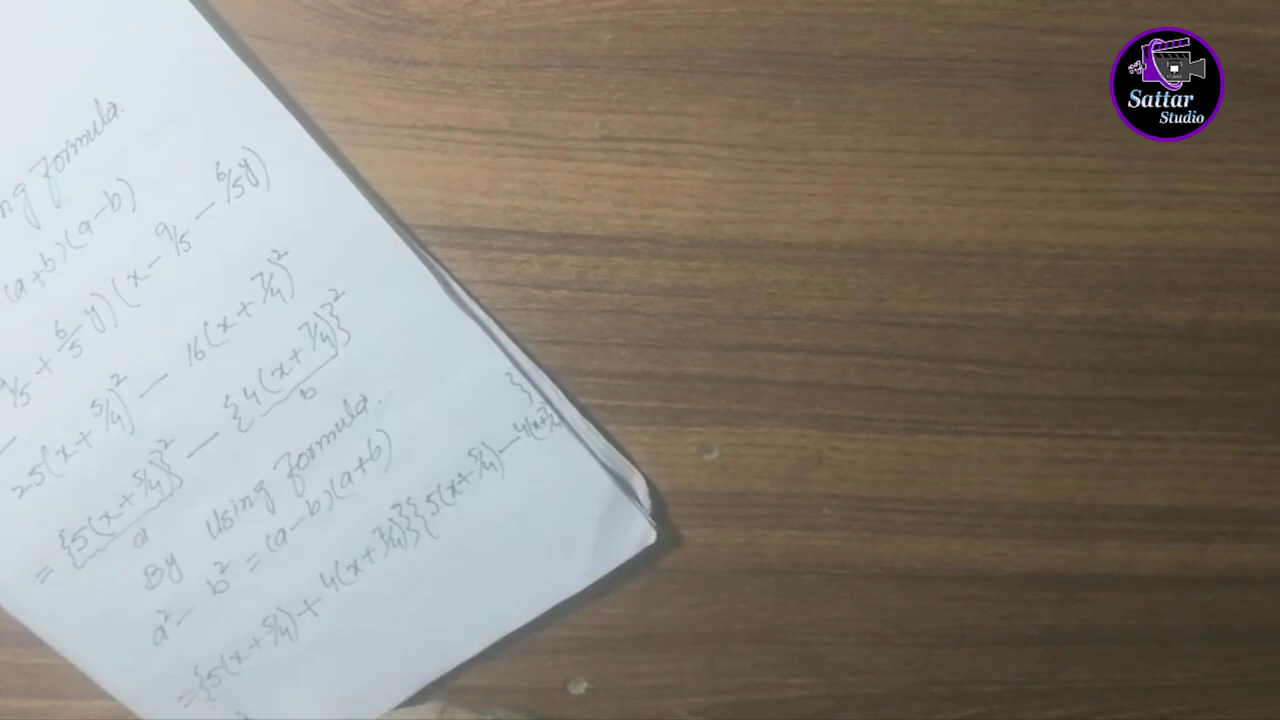 ng formula.
(a+b)(a-b)
9/5 + 6/5 y)(x - 9/5 - 6/5 y)
25(x + 5/4)² - 16(x + 7/4)²
= {5(x + 5/4)}² - {4(x + 7/4)}²
a b
By using formula.
a² - b² = (a-b)(a+b)
= {5(x + 5/4) + 4(x + 7/4)}{5(x + 5/4) - 4(x + 7/4)}
Sattar
Studio